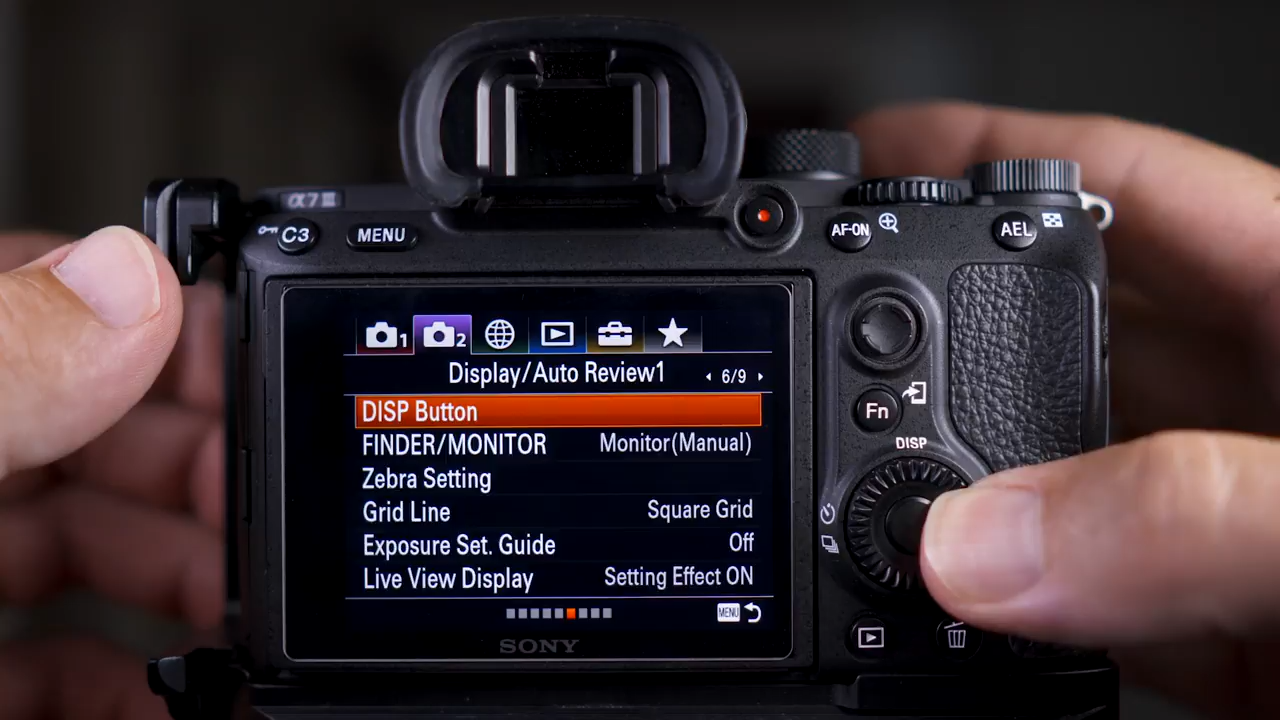 α7III
C3
MENU
AF-ON
AEL
1
2
Display/Auto Review1
6/9
DISP Button
FINDER/MONITOR Monitor(Manual)
Zebra Setting
Grid Line Square Grid
Exposure Set. Guide Off
Live View Display Setting Effect ON
MENU
Fn
DISP
SONY